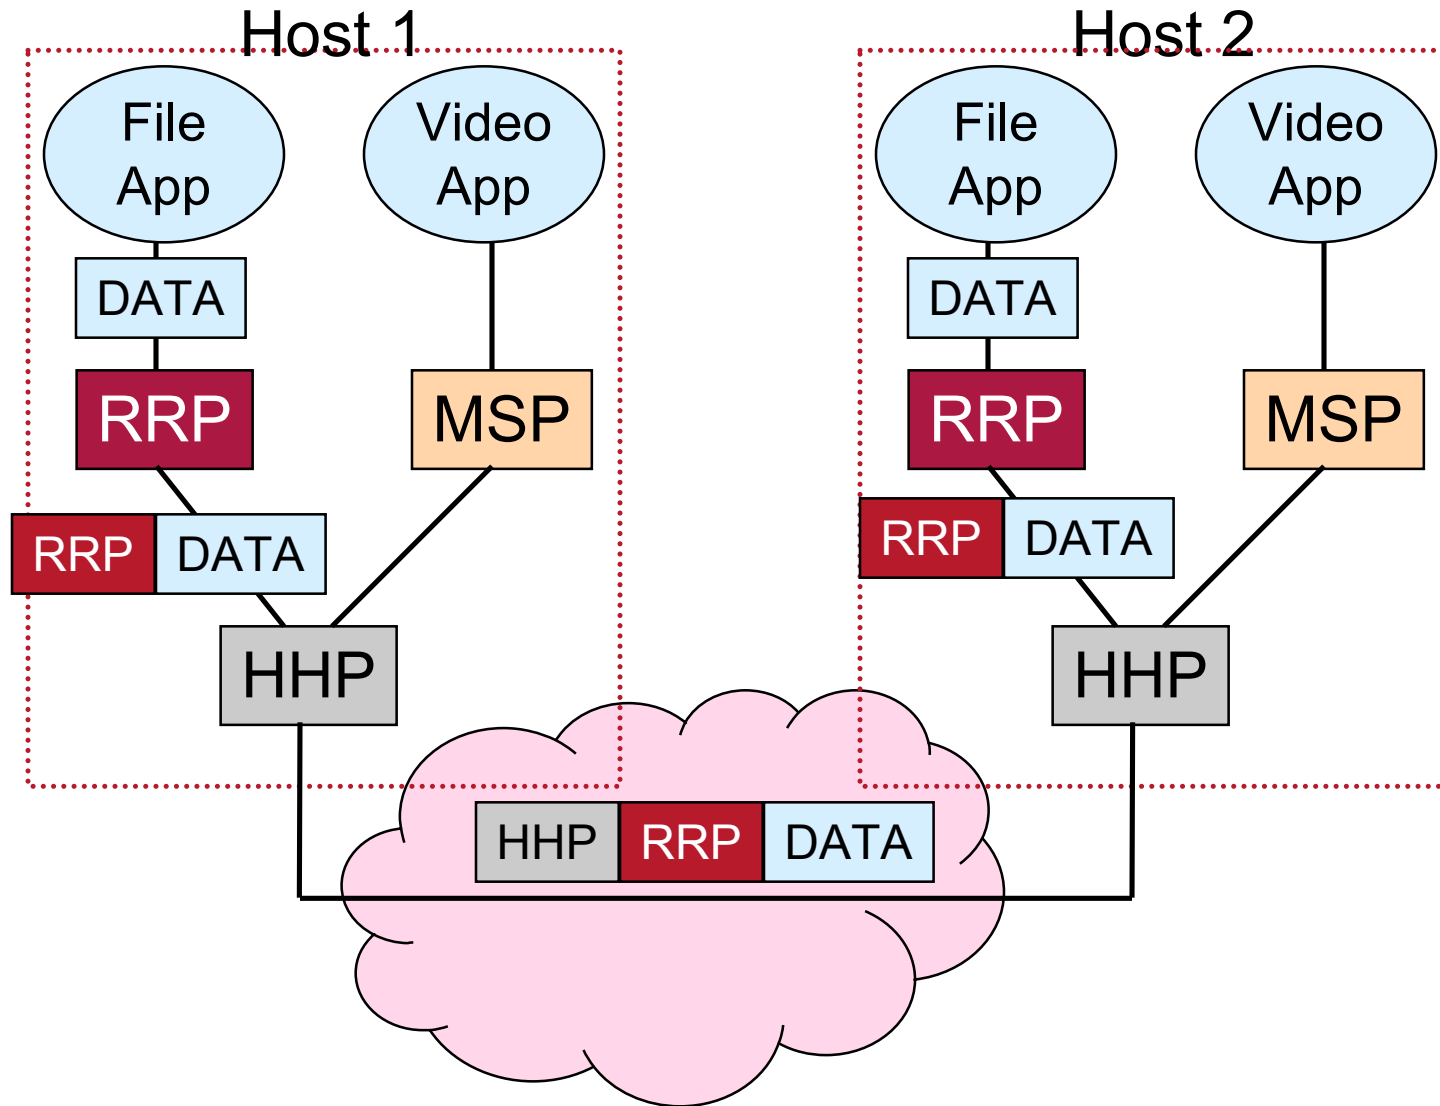 Host 1
Host 2
File
App
Video
App
File
App
Video
App
DATA
DATA
RRP
MSP
RRP
MSP
RRP DATA
RRP DATA
HHP
HHP
HHP RRP DATA